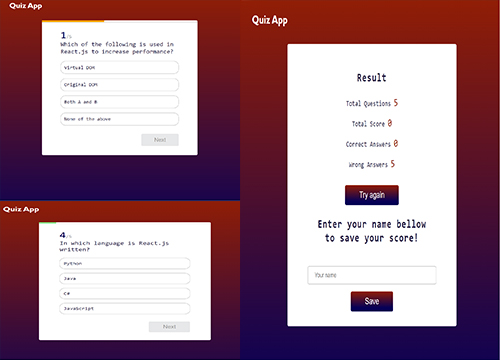 Quiz App
1/5
Which of the following is used in
React.js to increase performance?
Virtual DOM
Original DOM
Both A and B
None of the above
Next
Quiz App
4/5
In which language is React.js
written?
Python
Java
C#
JavaScript
Next
Quiz App
Result
Total Questions 5
Total Score 0
Correct Answers 0
Wrong Answers 5
Try again
Enter your name bellow
to save your score!
Your name
Save